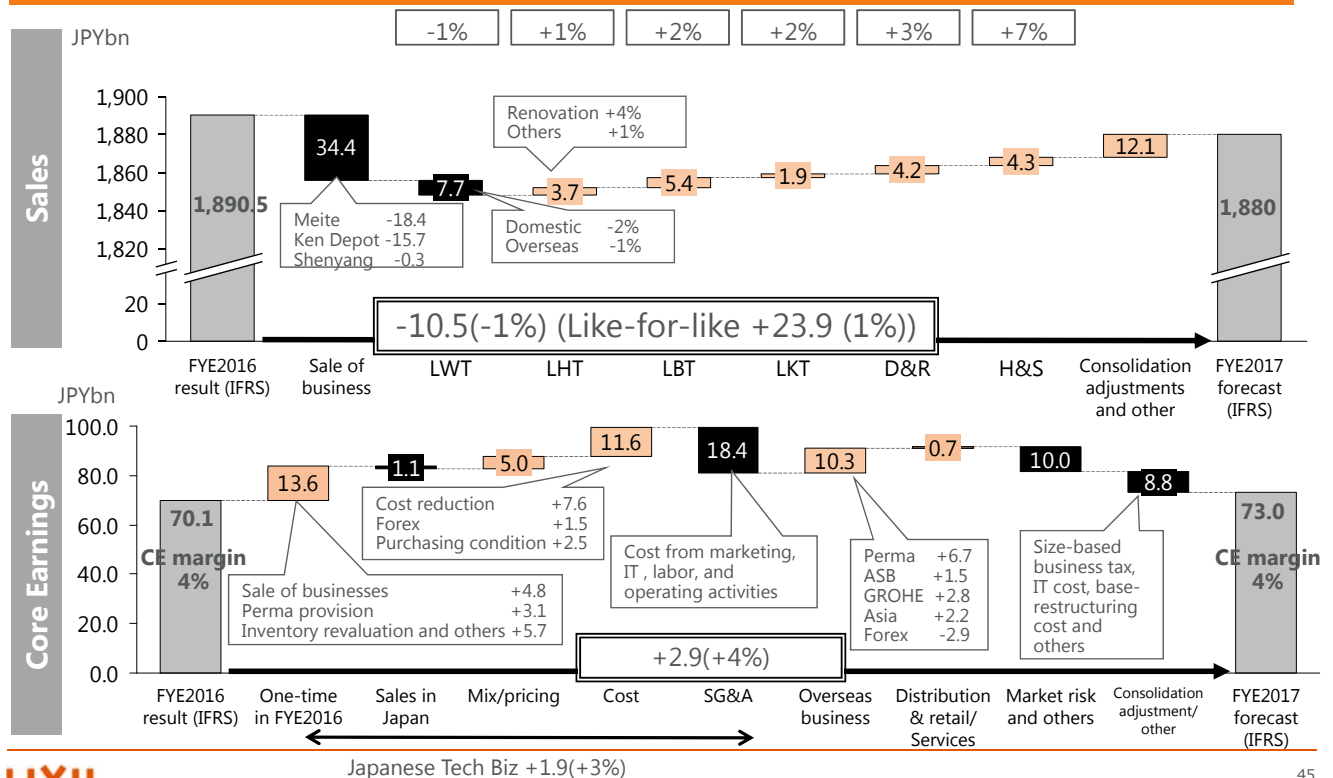 JPYbn
-1%
+1%
+2%
+2%
+3%
+7%
Sales
1,900
1,880
1,860
1,840
1,820
20
0
1,890.5
34.4
7.7
3.7
5.4
1.9
4.2
4.3
12.1
1,880
Renovation +4%
Others +1%
Meite -18.4
Ken Depot -15.7
Shenyang -0.3
Domestic -2%
Overseas -1%
-10.5(-1%) (Like-for-like +23.9 (1%))
FYE2016
result (IFRS)
Sale of
business
LWT
LHT
LBT
LKT
D&R
H&S
Consolidation
adjustments
and other
FYE2017
forecast
(IFRS)
JPYbn
Core Earnings
100.0
80.0
60.0
40.0
20.0
0.0
70.1
CE margin
4%
13.6
1.1
5.0
11.6
18.4
10.3
0.7
10.0
8.8
73.0
CE margin
4%
Sale of businesses +4.8
Perma provision +3.1
Inventory revaluation and others +5.7
Cost reduction +7.6
Forex +1.5
Purchasing condition +2.5
Cost from marketing,
IT , labor, and
operating activities
Perma +6.7
ASB +1.5
GROHE +2.8
Asia +2.2
Forex -2.9
Size-based
business tax,
IT cost, base-
restructuring
cost and
others
+2.9(+4%)
FYE2016
result (IFRS)
One-time
in FYE2016
Sales in
Japan
Mix/pricing
Cost
SG&A
Overseas
business
Distribution
& retail/
Services
Market risk
and others
Consolidation
adjustment/
other
FYE2017
forecast
(IFRS)
Japanese Tech Biz +1.9(+3%)
LIXIL
45